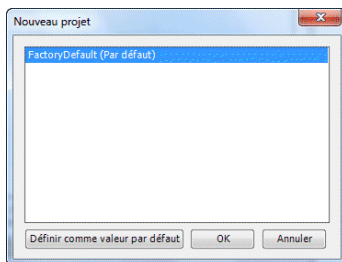 Nouveau projet
FactoryDefault (Par défaut)
Définir comme valeur par défaut
OK
Annuler